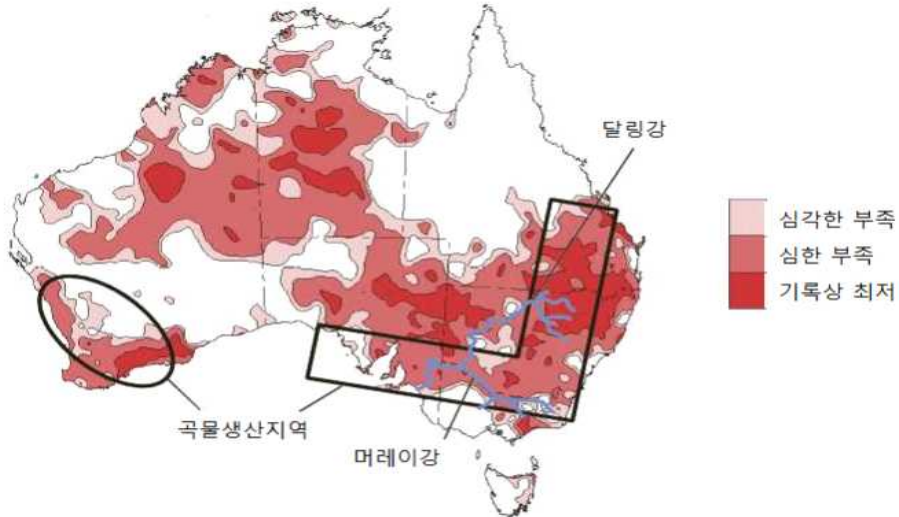 달링강
심각한 부족
심한 부족
기록상 최저
곡물생산지역
머레이강